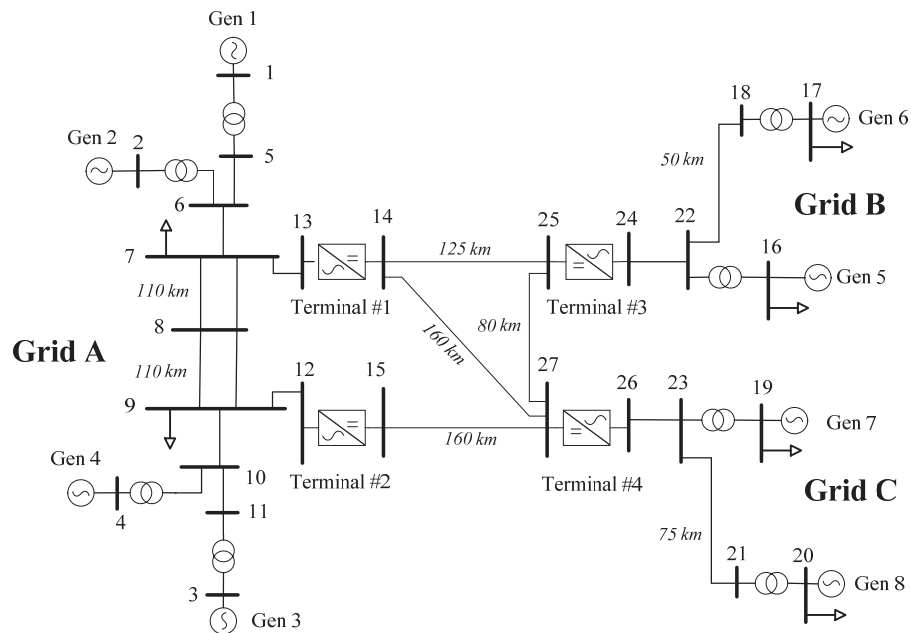 Gen 1
1
18
17
Gen 2
2
Gen 6
5
50 km
6
13
14
25
24
22
Grid B
7
125 km
16
110 km
Terminal #1
Terminal #3
Gen 5
8
160 km
80 km
Grid A
12
15
27
26
23
19
110 km
9
160 km
Gen 7
Gen 4
10
Terminal #2
Terminal #4
Grid C
4
11
75 km
21
20
3
Gen 8
Gen 3